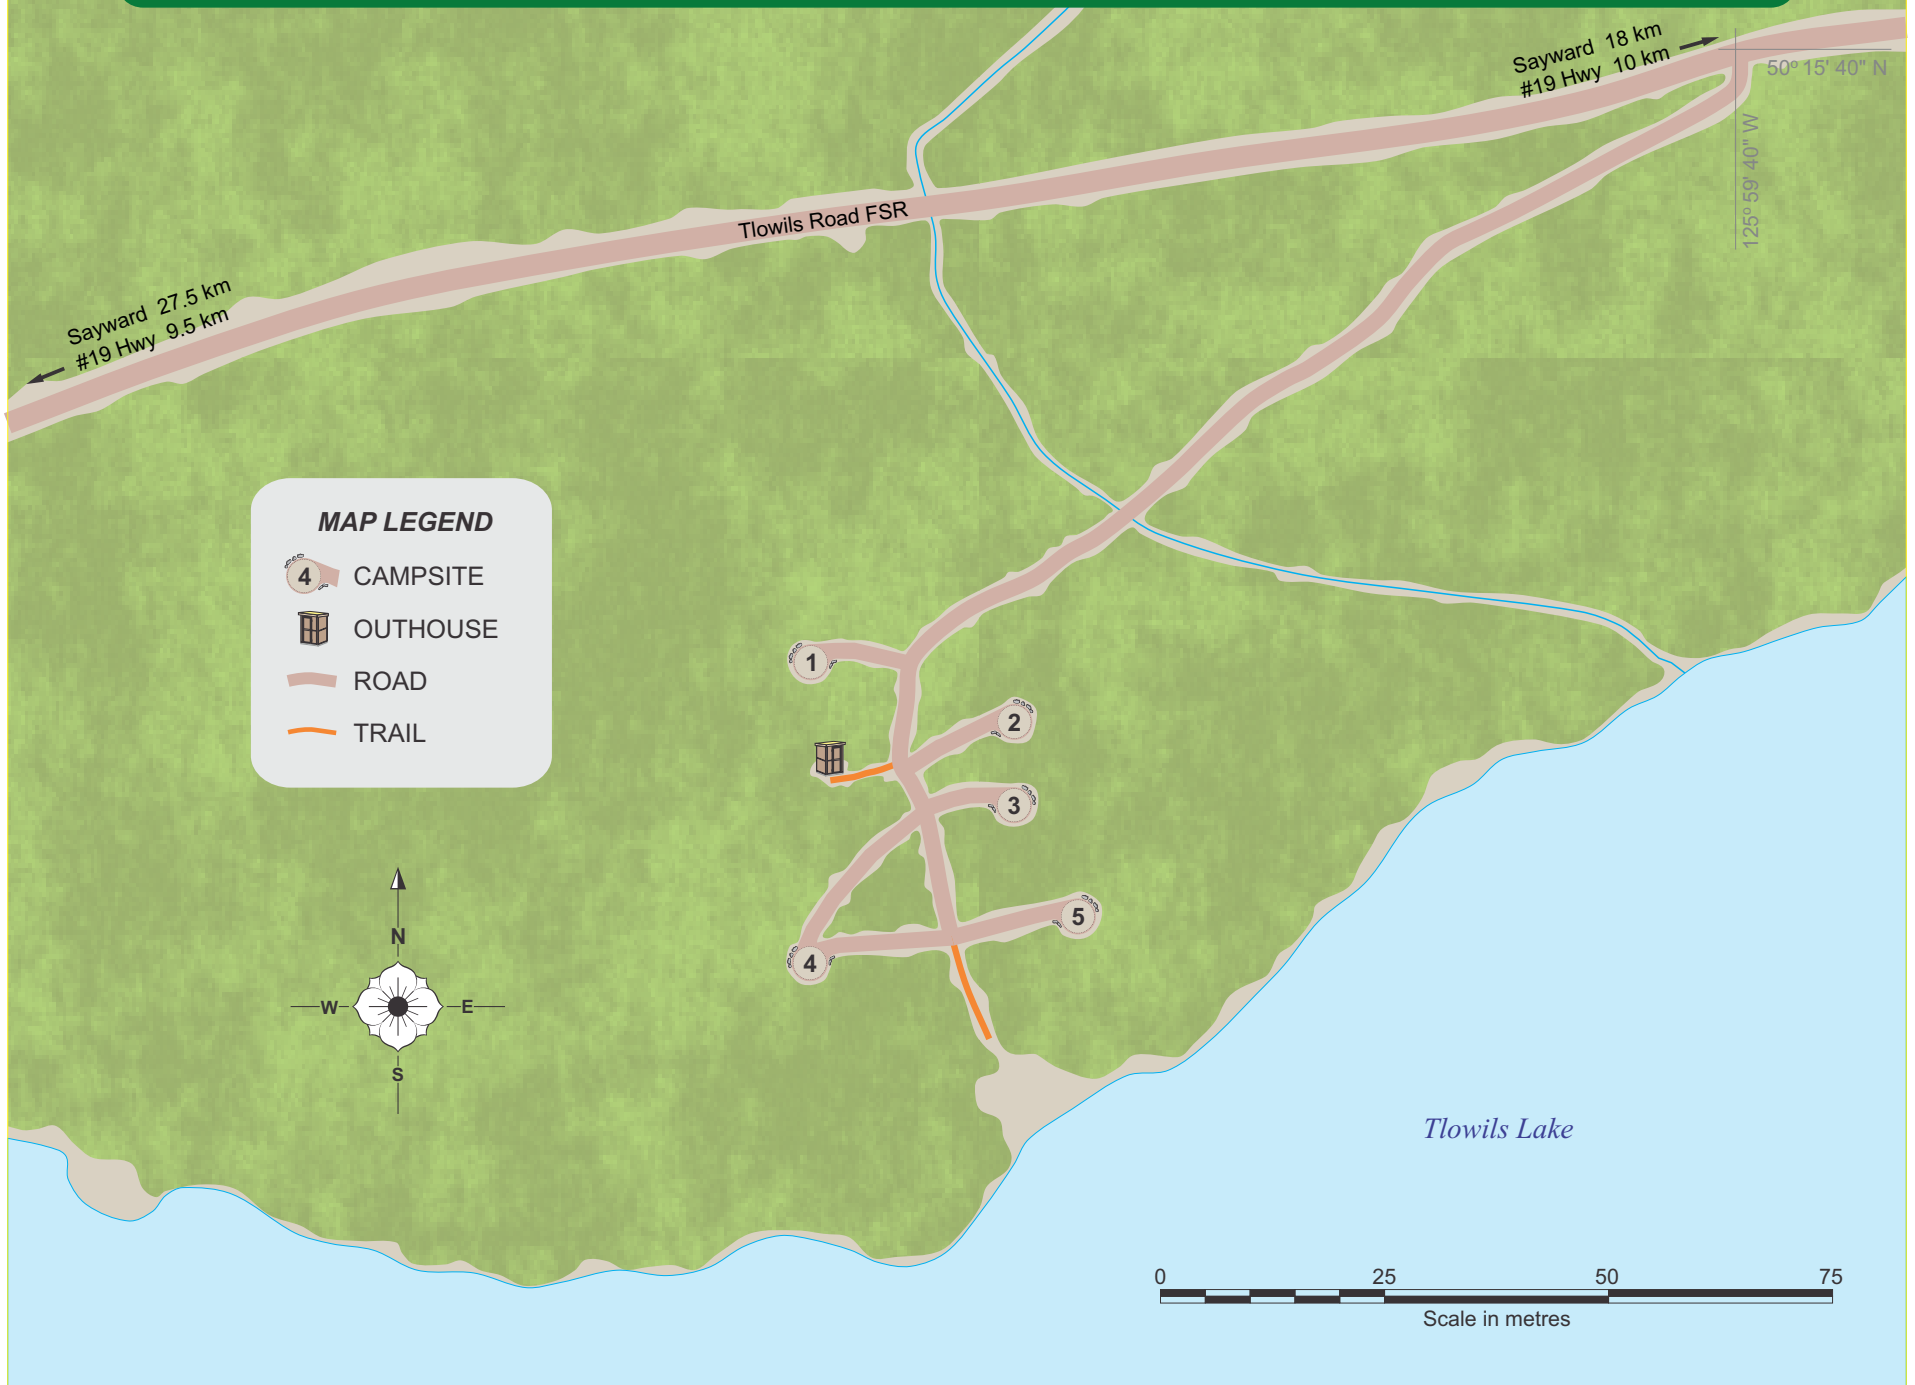 Sayward 18 km
#19 Hwy 10 km
50º 15' 40" N
125º 59' 40" W
Tlowils Road FSR
Sayward 27.5 km
#19 Hwy 9.5 km
MAP LEGEND
4 CAMPSITE
OUTHOUSE
ROAD
TRAIL
1
2
3
5
4
N
W E
S
Tlowils Lake
0 25 50 75
Scale in metres